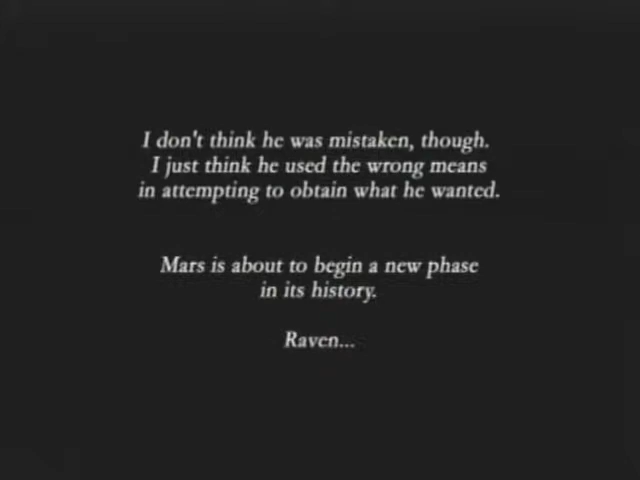 I don't think he was mistaken, though.
I just think he used the wrong means
in attempting to obtain what he wanted.
Mars is about to begin a new phase
in its history.
Raven...